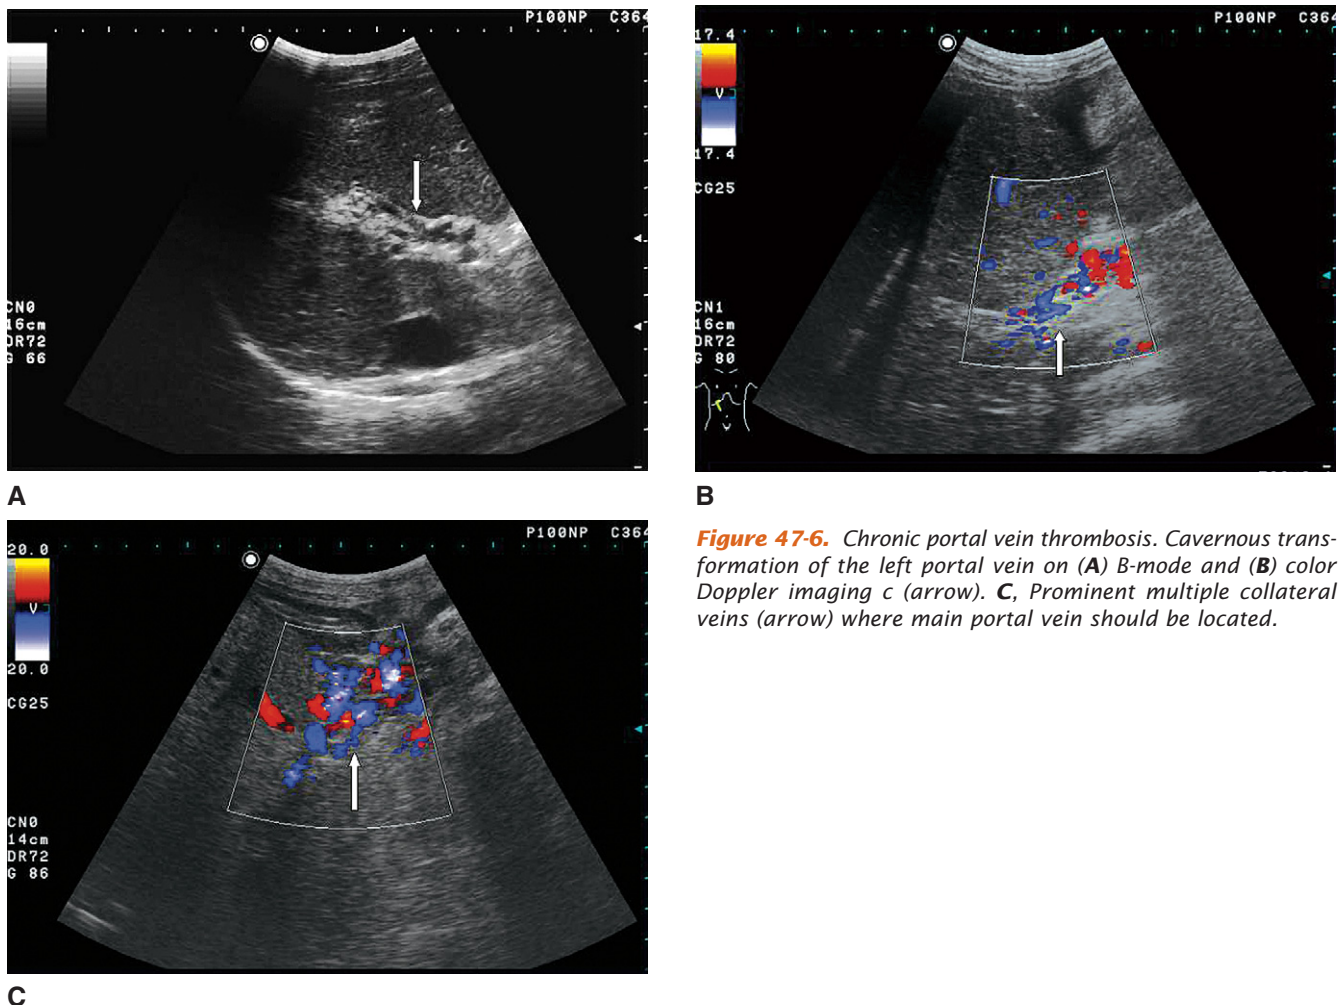 P100NP C364
CN0
16cm
DR72
G 66
A
P100NP C364
17.4
V
17.4
CG25
CN1
16cm
DR72
G 80
B
P100NP C364
20.0
V
20.0
CG25
CN0
14cm
DR72
G 86
C
Figure 47-6. Chronic portal vein thrombosis. Cavernous trans-
formation of the left portal vein on (A) B-mode and (B) color
Doppler imaging c (arrow). C, Prominent multiple collateral
veins (arrow) where main portal vein should be located.